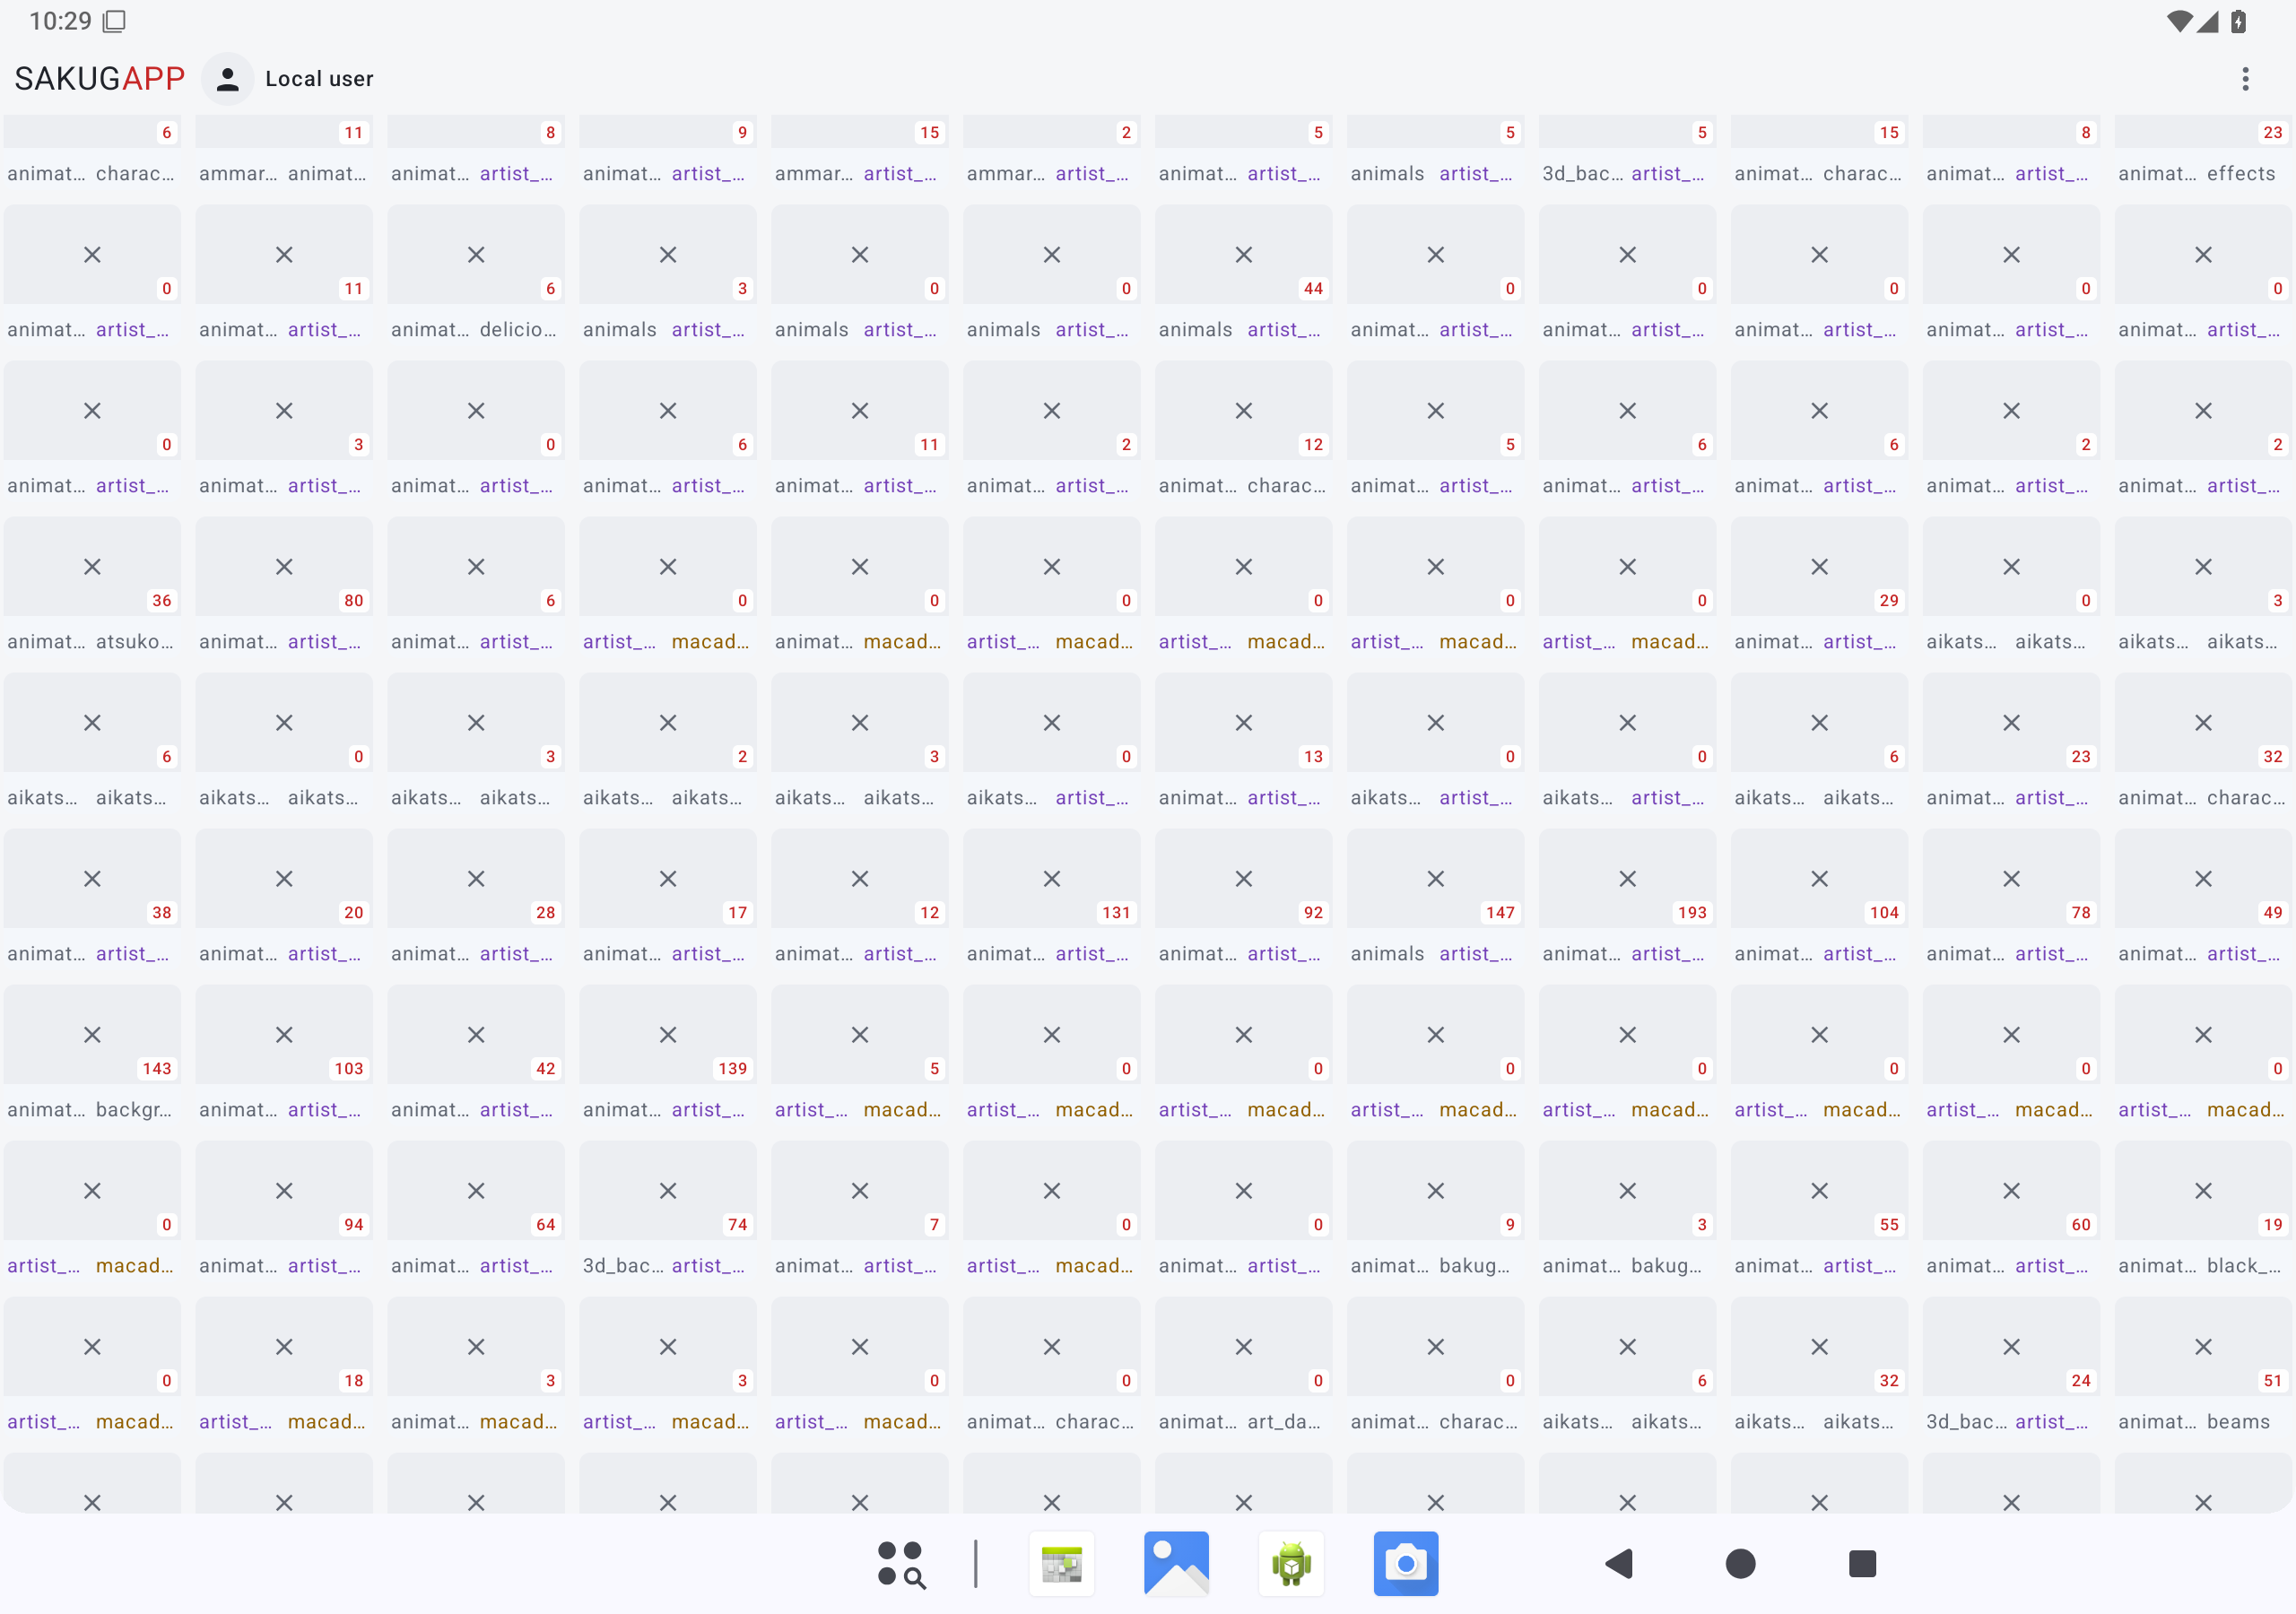 10:29
SAKUGAPP Local user
6 11 8 9 15 2 5 5 5 15 8 23
animat... charac... ammar... animat... animat... artist_... animat... artist_... ammar... artist_... ammar... artist_... animat... artist_... animals artist_... 3d_bac... artist_... animat... charac... animat... artist_... animat... effects
0 11 6 3 0 0 44 0 0 0 0 0
animat... artist_... animat... artist_... animat... delicio... animals artist_... animals artist_... animals artist_... animals artist_... animat... artist_... animat... artist_... animat... artist_... animat... artist_... animat... artist_...
0 3 0 6 11 2 12 5 6 6 2 2
animat... artist_... animat... artist_... animat... artist_... animat... artist_... animat... artist_... animat... artist_... animat... charac... animat... artist_... animat... artist_... animat... artist_... animat... artist_... animat... artist_...
36 80 6 0 0 0 0 0 0 29 0 3
animat... atsuko... animat... artist_... animat... artist_... artist_... macad... animat... macad... artist_... macad... artist_... macad... artist_... macad... artist_... macad... animat... artist_... aikats... aikats... aikats... aikats...
6 0 3 2 3 0 13 0 0 6 23 32
aikats... aikats... aikats... aikats... aikats... aikats... aikats... aikats... aikats... aikats... aikats... artist_... animat... artist_... aikats... artist_... aikats... artist_... aikats... aikats... animat... artist_... animat... charac...
38 20 28 17 12 131 92 147 193 104 78 49
animat... artist_... animat... artist_... animat... artist_... animat... artist_... animat... artist_... animat... artist_... animat... artist_... animals artist_... animat... artist_... animat... artist_... animat... artist_... animat... artist_...
143 103 42 139 5 0 0 0 0 0 0 0
animat... backgr... animat... artist_... animat... artist_... animat... artist_... artist_... macad... artist_... macad... artist_... macad... artist_... macad... artist_... macad... artist_... macad... artist_... macad... artist_... macad...
0 94 64 74 7 0 0 9 3 55 60 19
artist_... macad... animat... artist_... animat... artist_... 3d_bac... artist_... animat... artist_... artist_... macad... animat... artist_... animat... bakug... animat... bakug... animat... artist_... animat... artist_... animat... black_...
0 18 3 3 0 0 0 0 6 32 24 51
artist_... macad... artist_... macad... animat... macad... artist_... macad... artist_... macad... animat... charac... animat... art_da... animat... charac... aikats... aikats... aikats... aikats... 3d_bac... artist_... animat... beams